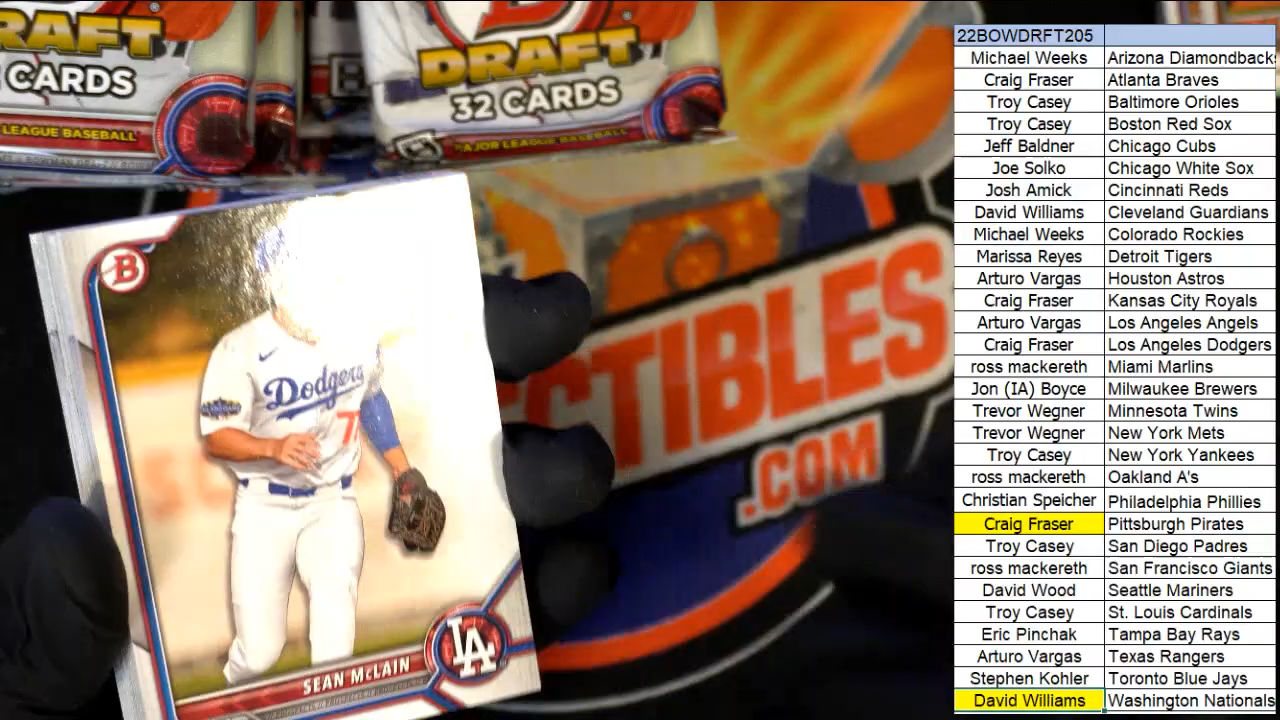 DRAFT
CARDS
LEAGUE BASEBALL
B
DRAFT
32 CARDS
MAJOR LEAGUE BASEBALL
B
Dodgers
7
SEAN McLAIN
LA
CTIBLES
.COM
22BOWDRFT205
Michael Weeks Arizona Diamondbacks
Craig Fraser Atlanta Braves
Troy Casey Baltimore Orioles
Troy Casey Boston Red Sox
Jeff Baldner Chicago Cubs
Joe Solko Chicago White Sox
Josh Amick Cincinnati Reds
David Williams Cleveland Guardians
Michael Weeks Colorado Rockies
Marissa Reyes Detroit Tigers
Arturo Vargas Houston Astros
Craig Fraser Kansas City Royals
Arturo Vargas Los Angeles Angels
Craig Fraser Los Angeles Dodgers
ross mackereth Miami Marlins
Jon (IA) Boyce Milwaukee Brewers
Trevor Wegner Minnesota Twins
Trevor Wegner New York Mets
Troy Casey New York Yankees
ross mackereth Oakland A's
Christian Speicher Philadelphia Phillies
Craig Fraser Pittsburgh Pirates
Troy Casey San Diego Padres
ross mackereth San Francisco Giants
David Wood Seattle Mariners
Troy Casey St. Louis Cardinals
Eric Pinchak Tampa Bay Rays
Arturo Vargas Texas Rangers
Stephen Kohler Toronto Blue Jays
David Williams Washington Nationals